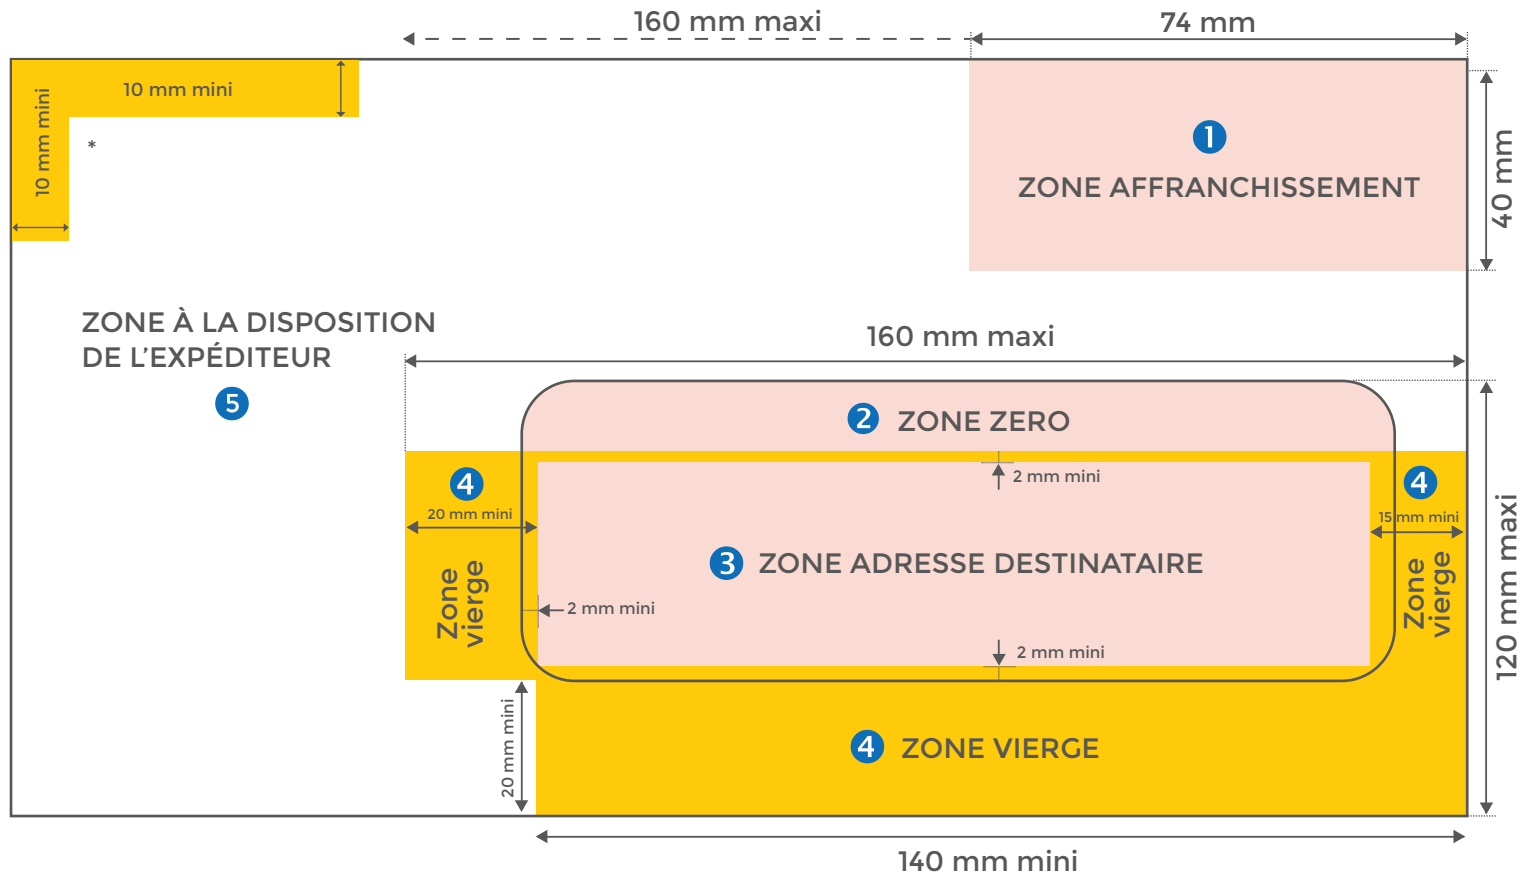 160 mm maxi
74 mm
10 mm mini
10 mm mini
*
1
ZONE AFFRANCHISSEMENT
40 mm
ZONE À LA DISPOSITION
DE L'EXPÉDITEUR
5
160 mm maxi
2 ZONE ZERO
4
20 mm mini
Zone
vierge
2 mm mini
4
15 mm mini
Zone
vierge
3 ZONE ADRESSE DESTINATAIRE
2 mm mini
2 mm mini
120 mm maxi
20 mm mini
4 ZONE VIERGE
140 mm mini